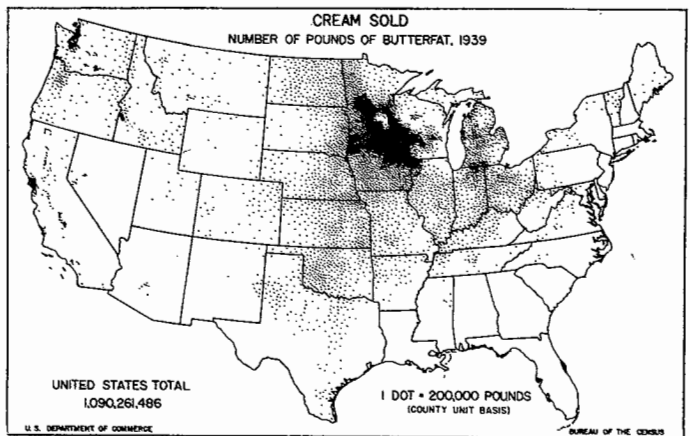 CREAM SOLD
NUMBER OF POUNDS OF BUTTERFAT, 1939
UNITED STATES TOTAL
1,090,261,486
1 DOT = 200,000 POUNDS
(COUNTY UNIT BASIS)
U. S. DEPARTMENT OF COMMERCE
BUREAU OF THE CENSUS